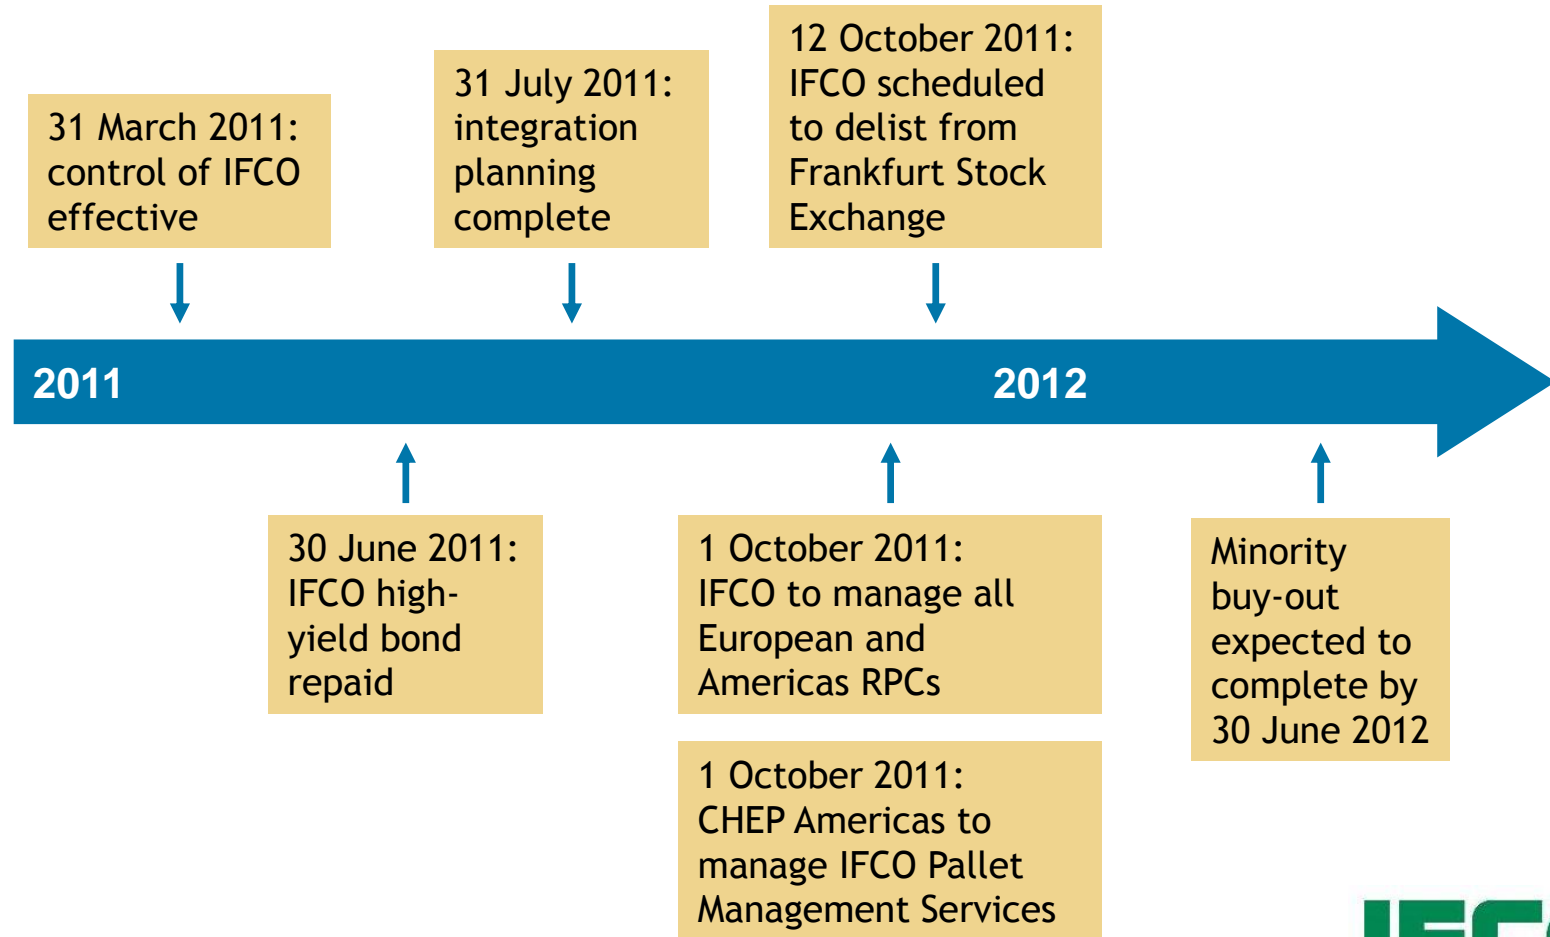 31 March 2011:
control of IFCO
effective
31 July 2011:
integration
planning
complete
12 October 2011:
IFCO scheduled
to delist from
Frankfurt Stock
Exchange
2011
2012
30 June 2011:
IFCO high-
yield bond
repaid
1 October 2011:
IFCO to manage all
European and
Americas RPCs
1 October 2011:
CHEP Americas to
manage IFCO Pallet
Management Services
Minority
buy-out
expected to
complete by
30 June 2012